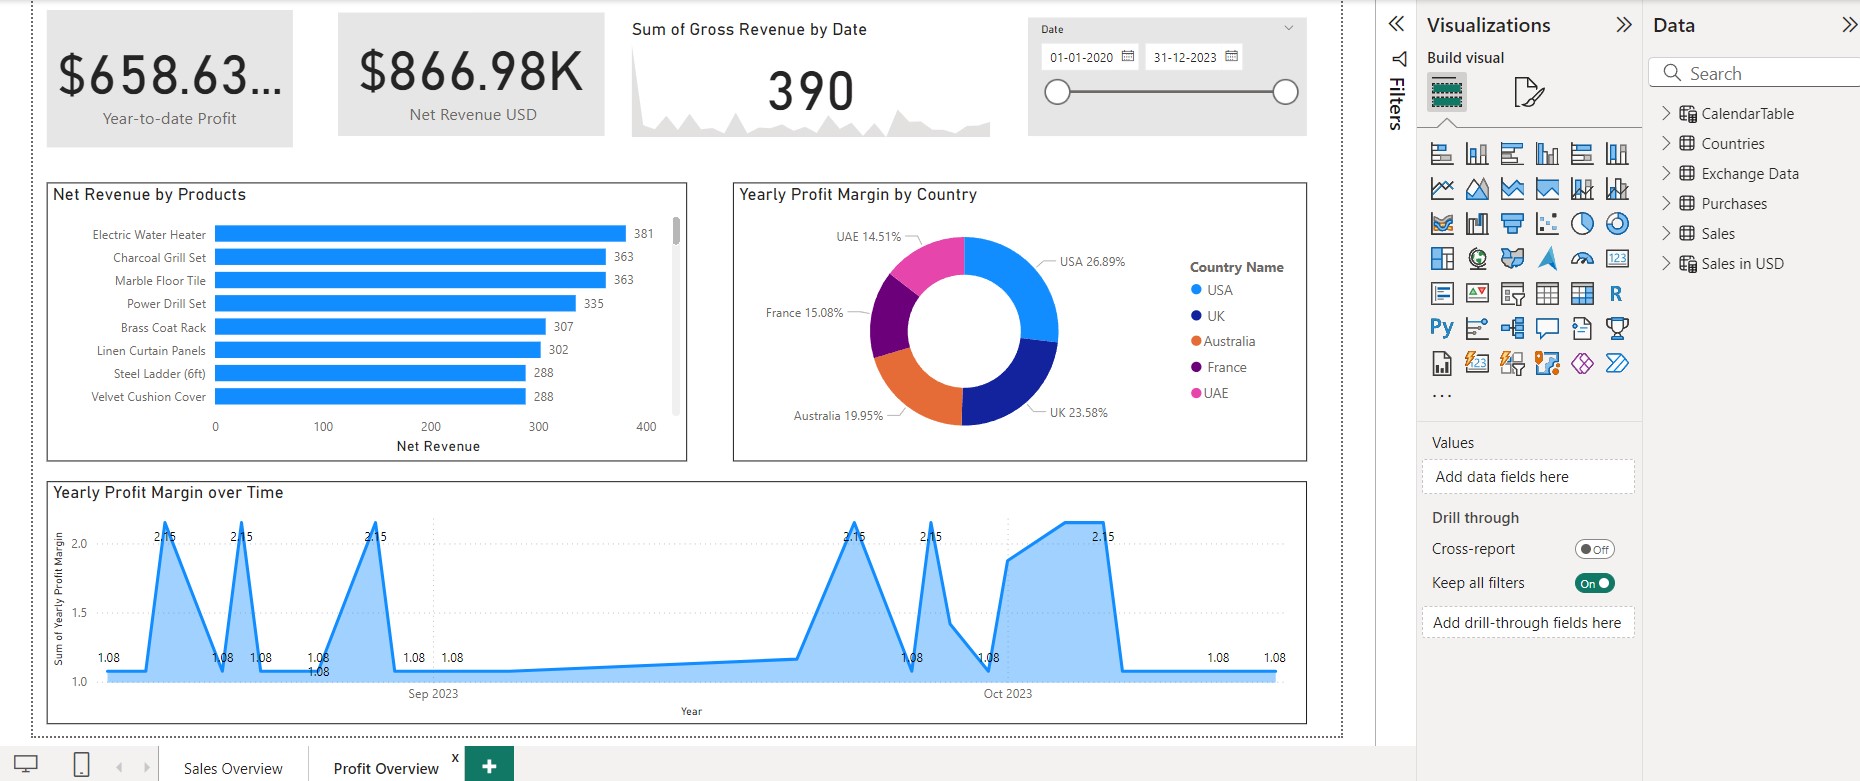 $658.63...
Year-to-date Profit
$866.98K
Net Revenue USD
Sum of Gross Revenue by Date
390
Date
01-01-2020
31-12-2023
Net Revenue by Products
Electric Water Heater 381
Charcoal Grill Set 363
Marble Floor Tile 363
Power Drill Set 335
Brass Coat Rack 307
Linen Curtain Panels 302
Steel Ladder (6ft) 288
Velvet Cushion Cover 288
0 100 200 300 400
Net Revenue
Yearly Profit Margin by Country
UAE 14.51%
USA 26.89%
France 15.08%
Australia 19.95%
UK 23.58%
Country Name
USA
UK
Australia
France
UAE
Yearly Profit Margin over Time
Sum of Yearly Profit Margin
2.0
1.5
1.0
2.15 2.15 2.15 2.15 2.15 2.15
1.08 1.08 1.08 1.08 1.08 1.08 1.08 1.08 1.08 1.08
1.08
Sep 2023 Oct 2023
Year
Sales Overview
Profit Overview
x
+
Filters
Visualizations
Build visual
123
R
Py
123
...
Values
Add data fields here
Drill through
Cross-report
Off
Keep all filters
On
Add drill-through fields here
Data
Search
CalendarTable
Countries
Exchange Data
Purchases
Sales
Sales in USD